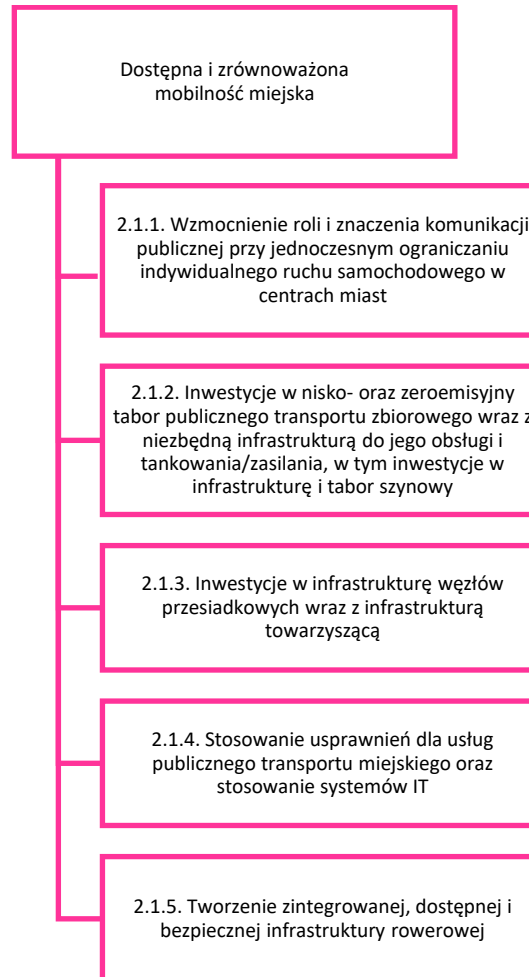 Dostępna i zrównoważona
mobilność miejska
2.1.1. Wzmocnienie roli i znaczenia komunikacji
publicznej przy jednoczesnym ograniczaniu
indywidualnego ruchu samochodowego w
centrach miast
2.1.2. Inwestycje w nisko- oraz zeroemisyjny
tabor publicznego transportu zbiorowego wraz z
niezbędną infrastrukturą do jego obsługi i
tankowania/zasilania, w tym inwestycje w
infrastrukturę i tabor szynowy
2.1.3. Inwestycje w infrastrukturę węzłów
przesiadkowych wraz z infrastrukturą
towarzyszącą
2.1.4. Stosowanie usprawnień dla usług
publicznego transportu miejskiego oraz
stosowanie systemów IT
2.1.5. Tworzenie zintegrowanej, dostępnej i
bezpiecznej infrastruktury rowerowej